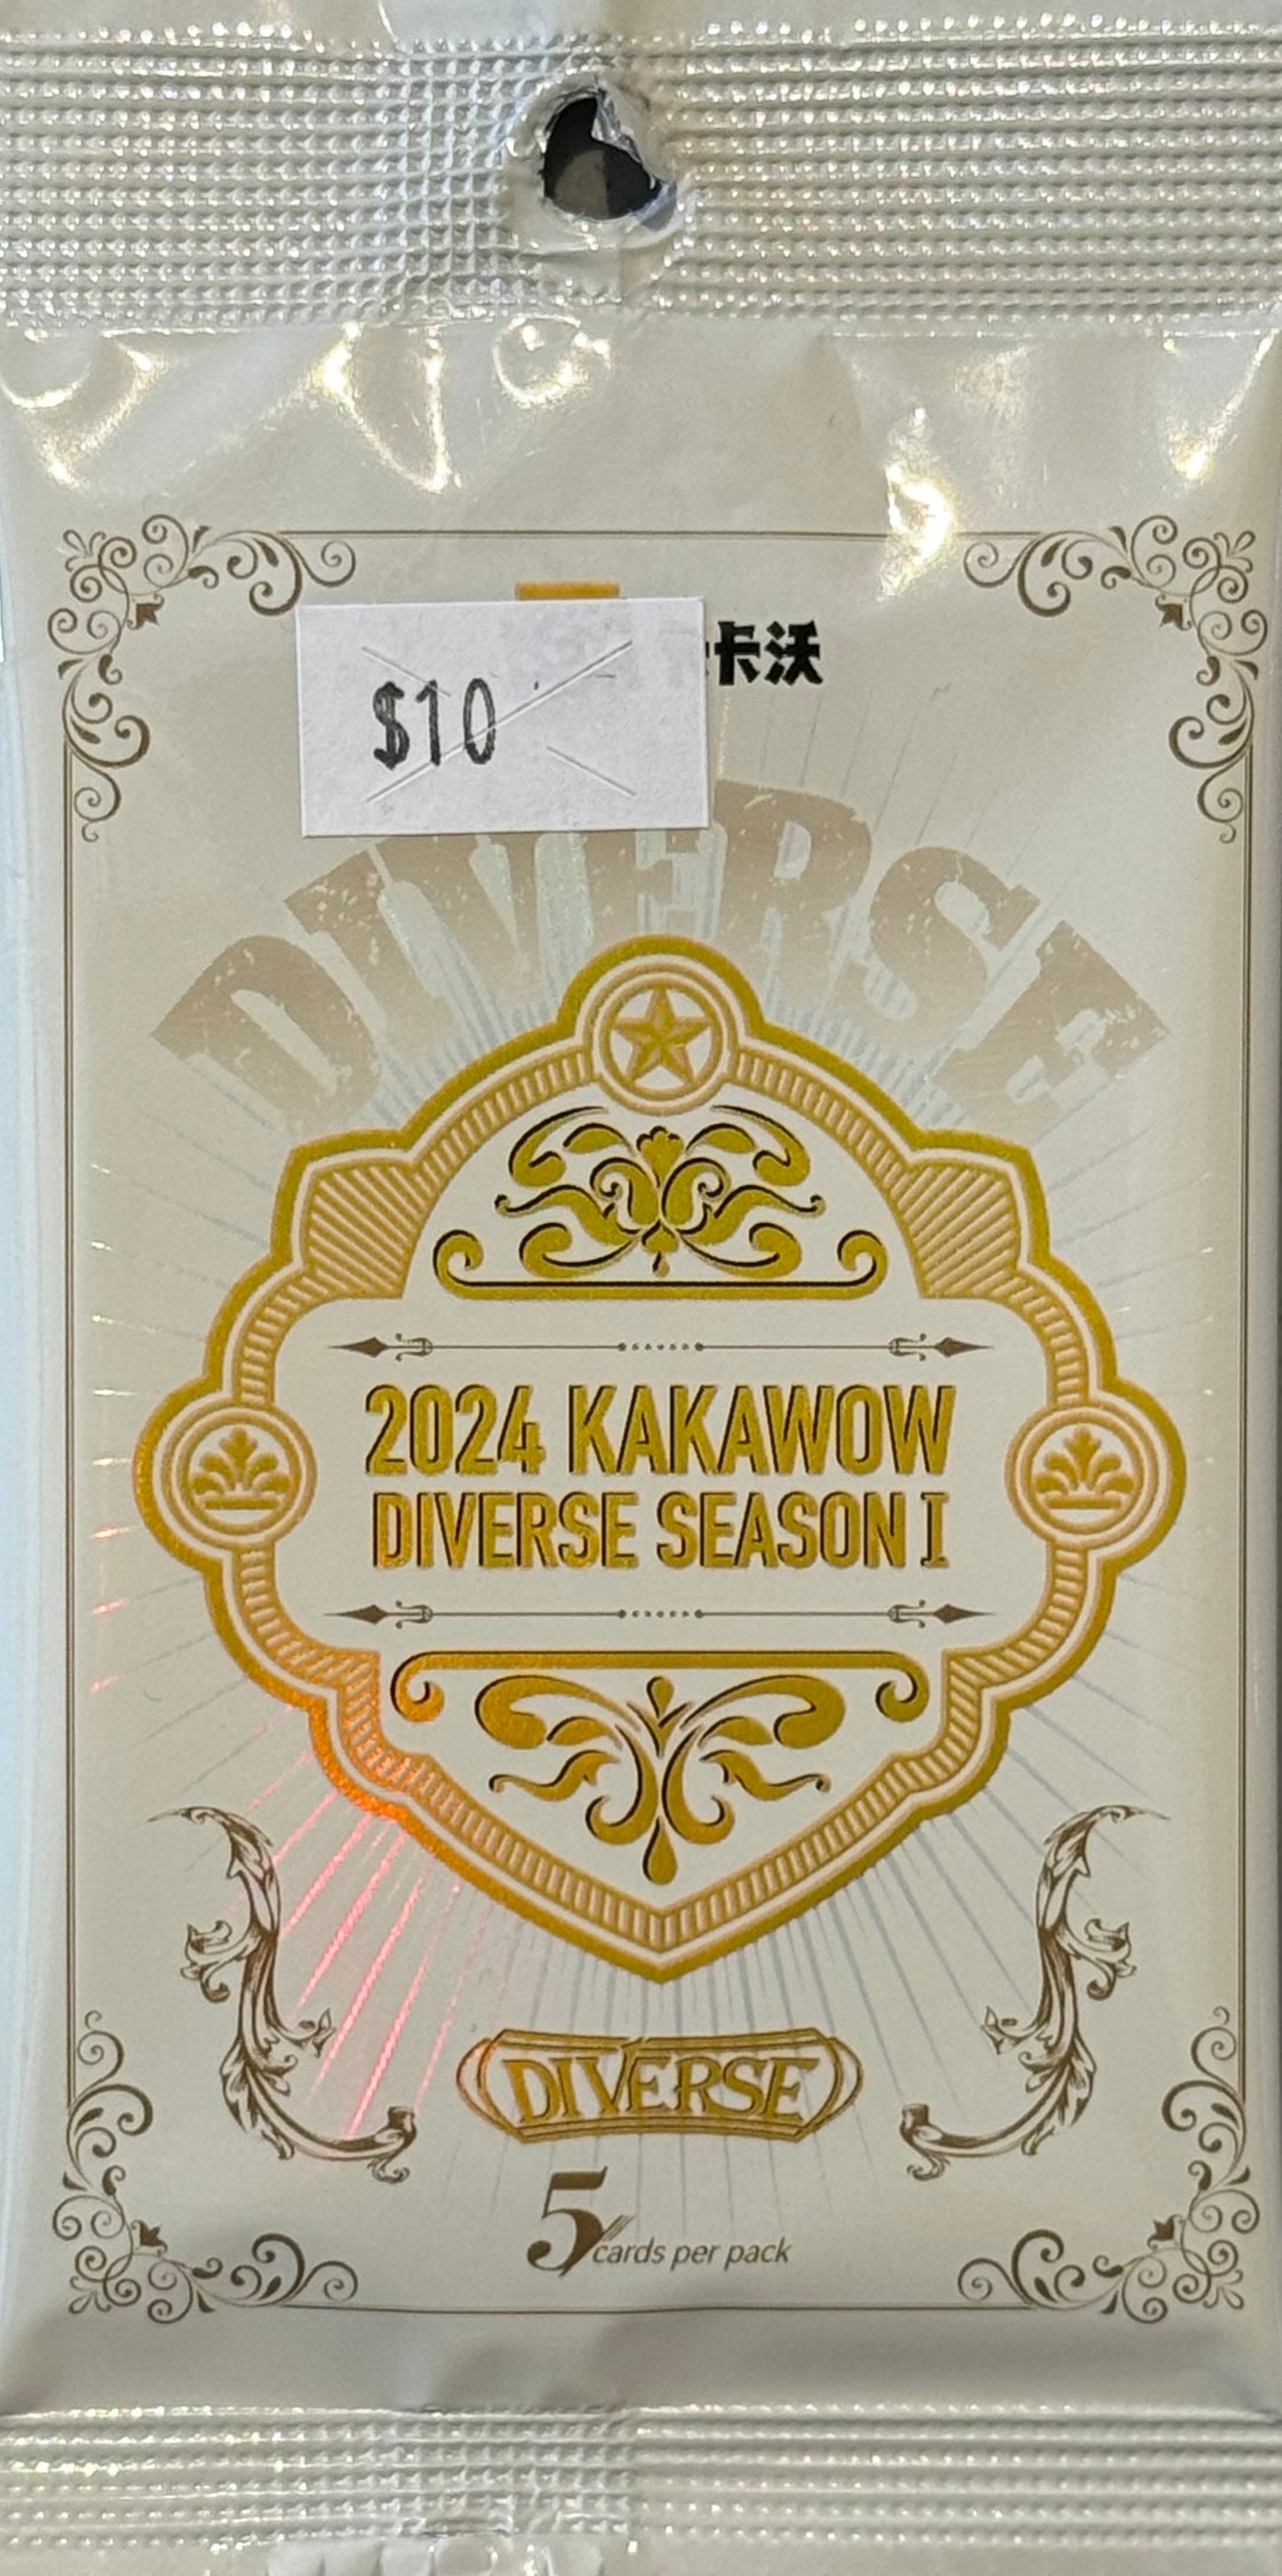 卡沃
$10
DIVERSE
2024 KAKAWOW
DIVERSE SEASON I
DIVERSE
5 cards per pack